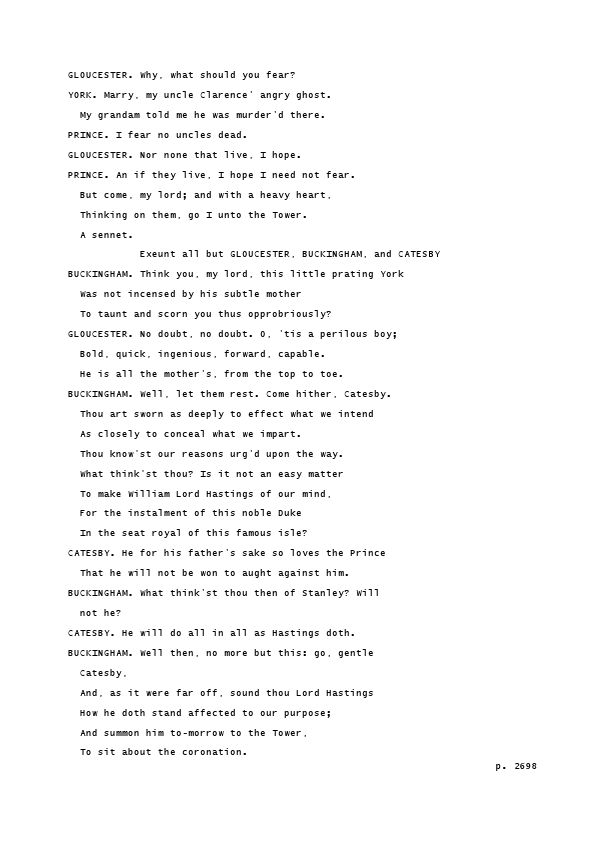 GLOUCESTER. Why, what should you fear?
YORK. Marry, my uncle Clarence' angry ghost.
My grandam told me he was murder'd there.
PRINCE. I fear no uncles dead.
GLOUCESTER. Nor none that live, I hope.
PRINCE. An if they live, I hope I need not fear.
But come, my lord; and with a heavy heart,
Thinking on them, go I unto the Tower.
A sennet.
Exeunt all but GLOUCESTER, BUCKINGHAM, and CATESBY
BUCKINGHAM. Think you, my lord, this little prating York
Was not incensed by his subtle mother
To taunt and scorn you thus opprobriously?
GLOUCESTER. No doubt, no doubt. O, 'tis a perilous boy;
Bold, quick, ingenious, forward, capable.
He is all the mother's, from the top to toe.
BUCKINGHAM. Well, let them rest. Come hither, Catesby.
Thou art sworn as deeply to effect what we intend
As closely to conceal what we impart.
Thou know'st our reasons urg'd upon the way.
What think'st thou? Is it not an easy matter
To make William Lord Hastings of our mind,
For the instalment of this noble Duke
In the seat royal of this famous isle?
CATESBY. He for his father's sake so loves the Prince
That he will not be won to aught against him.
BUCKINGHAM. What think'st thou then of Stanley? Will
not he?
CATESBY. He will do all in all as Hastings doth.
BUCKINGHAM. Well then, no more but this: go, gentle
Catesby,
And, as it were far off, sound thou Lord Hastings
How he doth stand affected to our purpose;
And summon him to-morrow to the Tower,
To sit about the coronation.
p. 2698